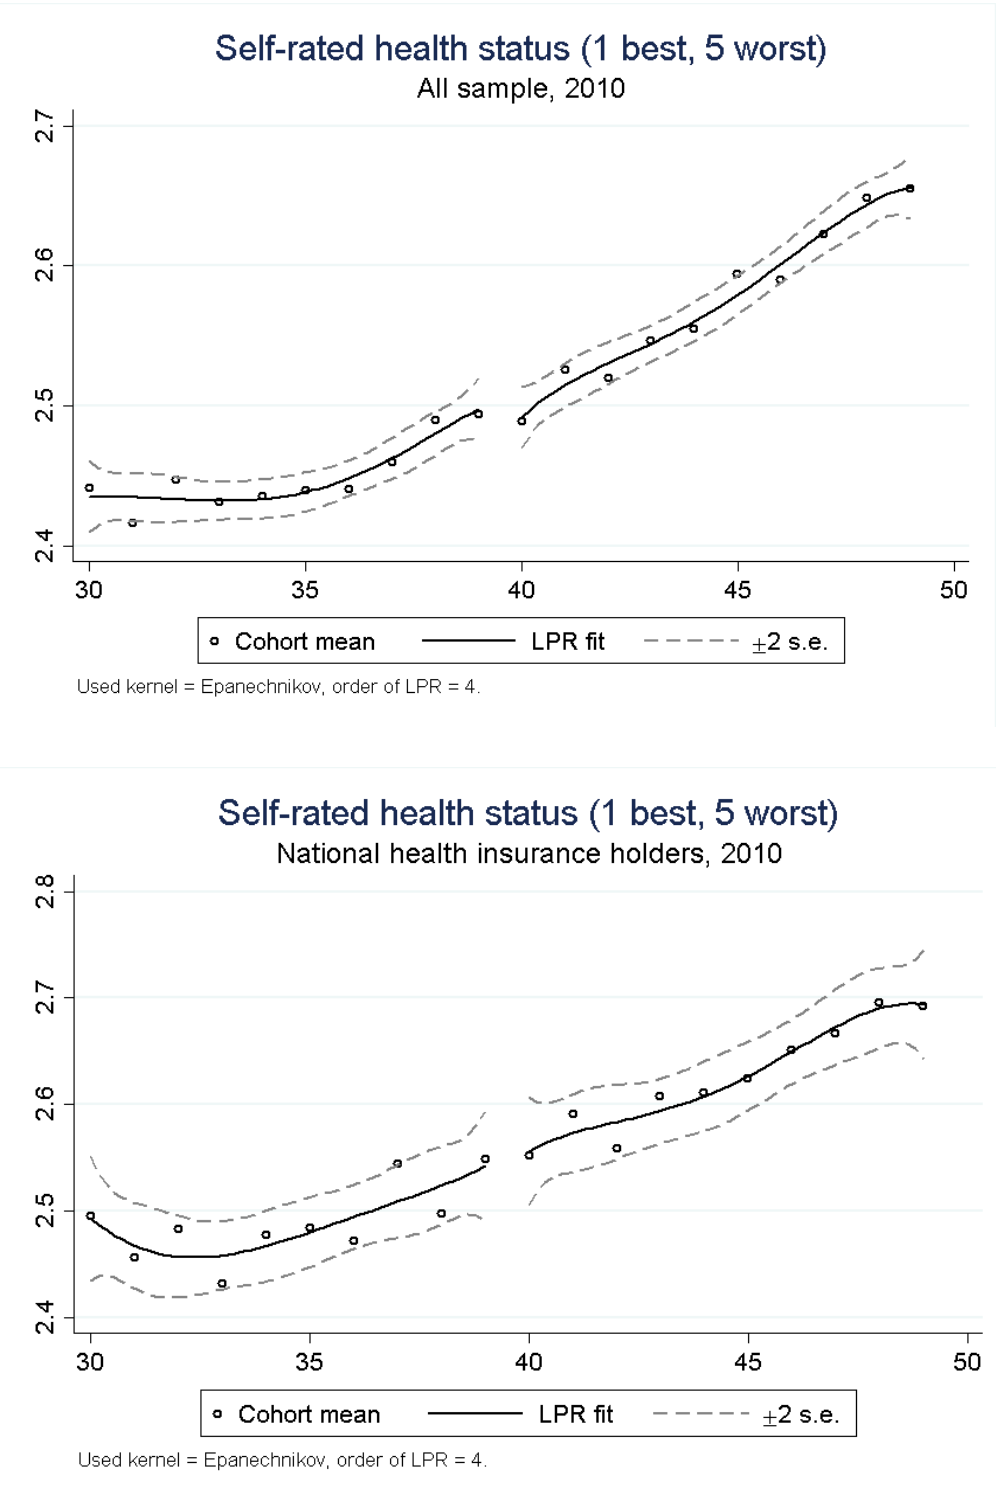 Self-rated health status (1 best, 5 worst)
All sample, 2010
2.7
2.6
2.5
2.4
30 35 40 45 50
Cohort mean LPR fit ±2 s.e.
Used kernel = Epanechnikov, order of LPR = 4.
Self-rated health status (1 best, 5 worst)
National health insurance holders, 2010
2.8
2.7
2.6
2.5
2.4
30 35 40 45 50
Cohort mean LPR fit ±2 s.e.
Used kernel = Epanechnikov, order of LPR = 4.